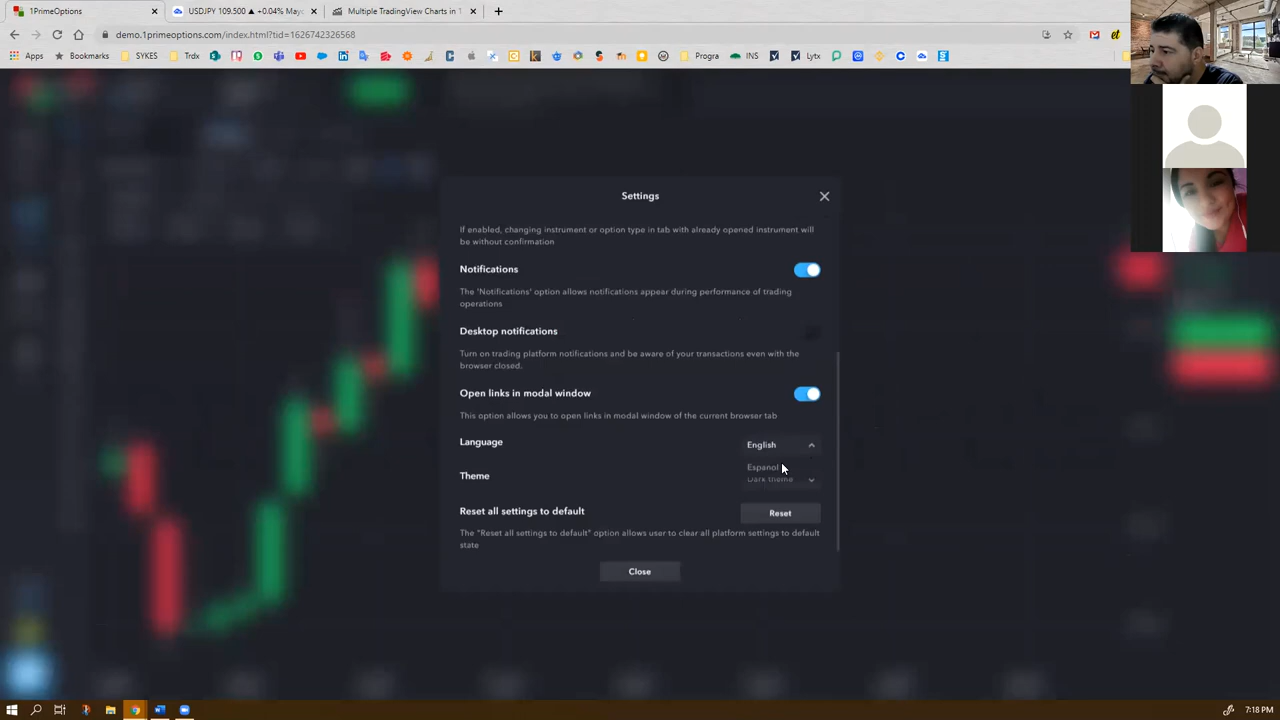 1PrimeOptions
USDJPY 109.500 ▲ +0.04%
Multiple TradingView Charts in
demo.1primeoptions.com/index.html?tid=1626742326568
Apps
Bookmarks
SYKES
Trdx
Progra
INS
Lytx
Settings
If enabled, changing instrument or option type in tab with already opened instrument will
be without confirmation
Notifications
The 'Notifications' option allows notifications appear during performance of trading
operations
Desktop notifications
Turn on trading platform notifications and be aware of your transactions even with the
browser closed.
Open links in modal window
This option allows you to open links in modal window of the current browser tab
Language
English
Espanol
Theme
Dark theme
Reset all settings to default
Reset
The "Reset all settings to default" option allows user to clear all platform settings to default
state
Close
7:18 PM